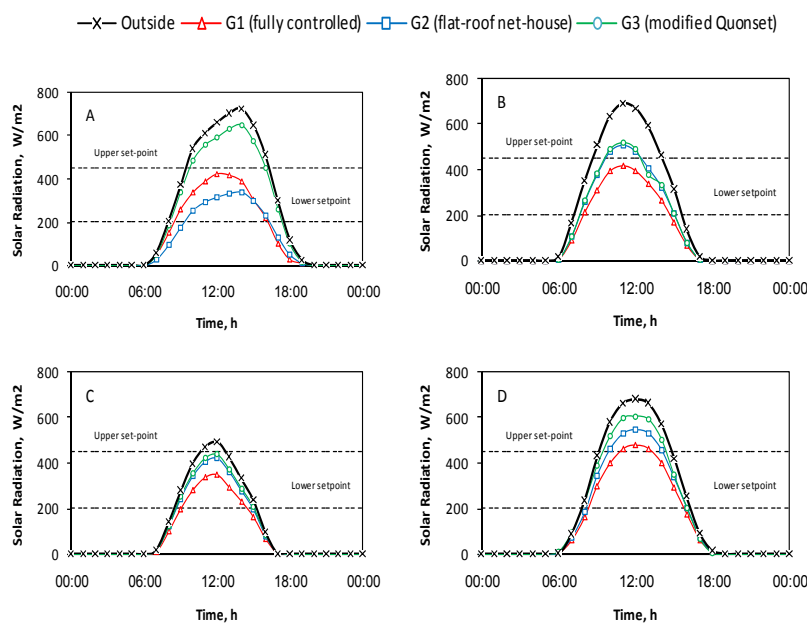 Outside G1 (fully controlled) G2 (flat-roof net-house) G3 (modified Quonset)
A
Solar Radiation, W/m2
800
600
400
200
0
Upper set-point
Lower setpoint
00:00 06:00 12:00 18:00 00:00
Time, h
B
Solar Radiation, W/m2
800
600
400
200
0
Upper set-point
Lower setpoint
00:00 06:00 12:00 18:00 00:00
Time, h
C
Solar Radiation, W/m2
800
600
400
200
0
Upper set-point
Lower setpoint
00:00 06:00 12:00 18:00 00:00
Time, h
D
Solar Radiation, W/m2
800
600
400
200
0
Upper set-point
Lower setpoint
00:00 06:00 12:00 18:00 00:00
Time, h